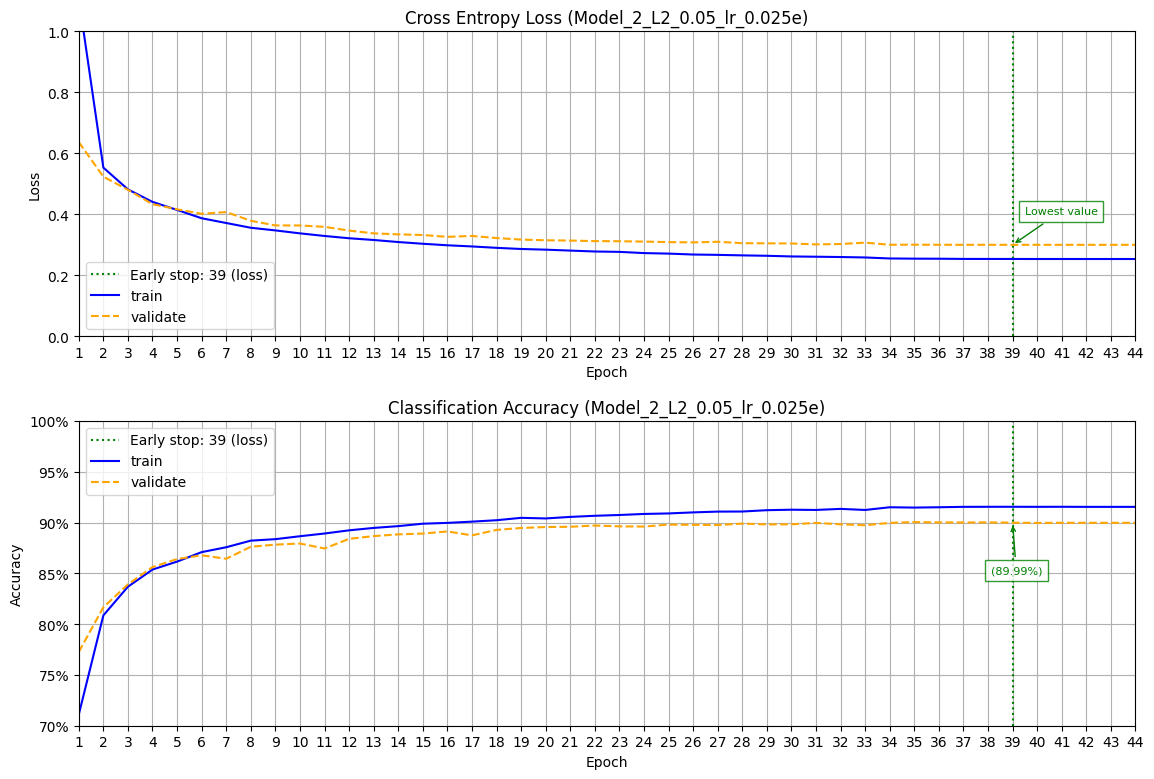 Cross Entropy Loss (Model_2_L2_0.05_lr_0.025e)
1.0
0.8
0.6
0.4
0.2
0.0
Loss
Lowest value
Early stop: 39 (loss)
train
validate
1 2 3 4 5 6 7 8 9 10 11 12 13 14 15 16 17 18 19 20 21 22 23 24 25 26 27 28 29 30 31 32 33 34 35 36 37 38 39 40 41 42 43 44
Epoch
Classification Accuracy (Model_2_L2_0.05_lr_0.025e)
100%
95%
90%
85%
80%
75%
70%
Accuracy
Early stop: 39 (loss)
train
validate
(89.99%)
1 2 3 4 5 6 7 8 9 10 11 12 13 14 15 16 17 18 19 20 21 22 23 24 25 26 27 28 29 30 31 32 33 34 35 36 37 38 39 40 41 42 43 44
Epoch